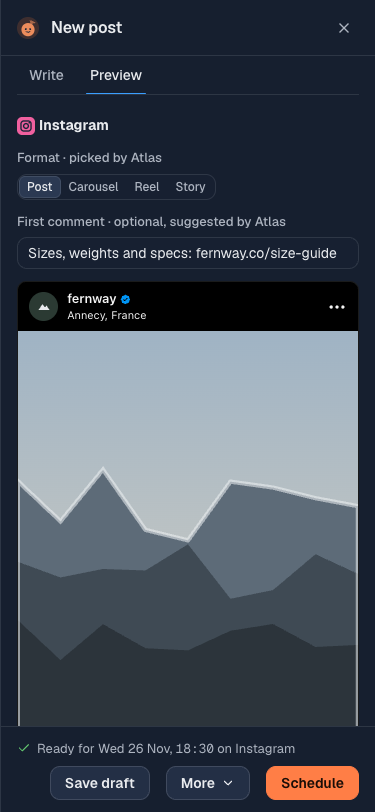 New post
Write Preview
Instagram
Format · picked by Atlas
Post Carousel Reel Story
First comment · optional, suggested by Atlas
Sizes, weights and specs: fernway.co/size-guide
fernway
Annecy, France
Ready for Wed 26 Nov, 18:30 on Instagram
Save draft More Schedule